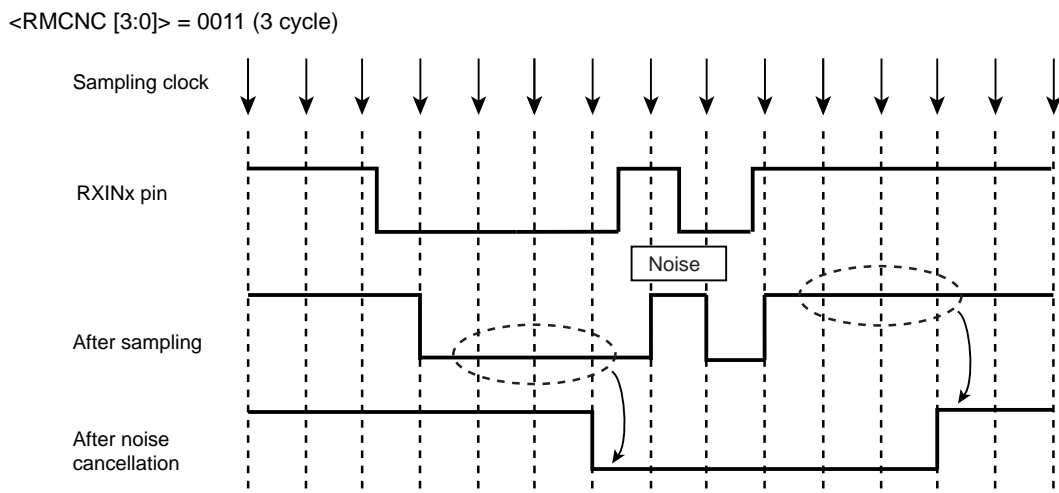 <RMCNC [3:0]> = 0011 (3 cycle)
Sampling clock
RXINx pin
Noise
After sampling
After noise
cancellation